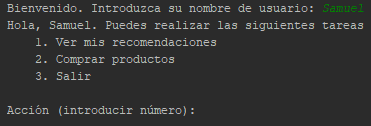 Bienvenido. Introduzca su nombre de usuario: Samuel
Hola, Samuel. Puedes realizar las siguientes tareas
1. Ver mis recomendaciones
2. Comprar productos
3. Salir
Acción (introducir número):